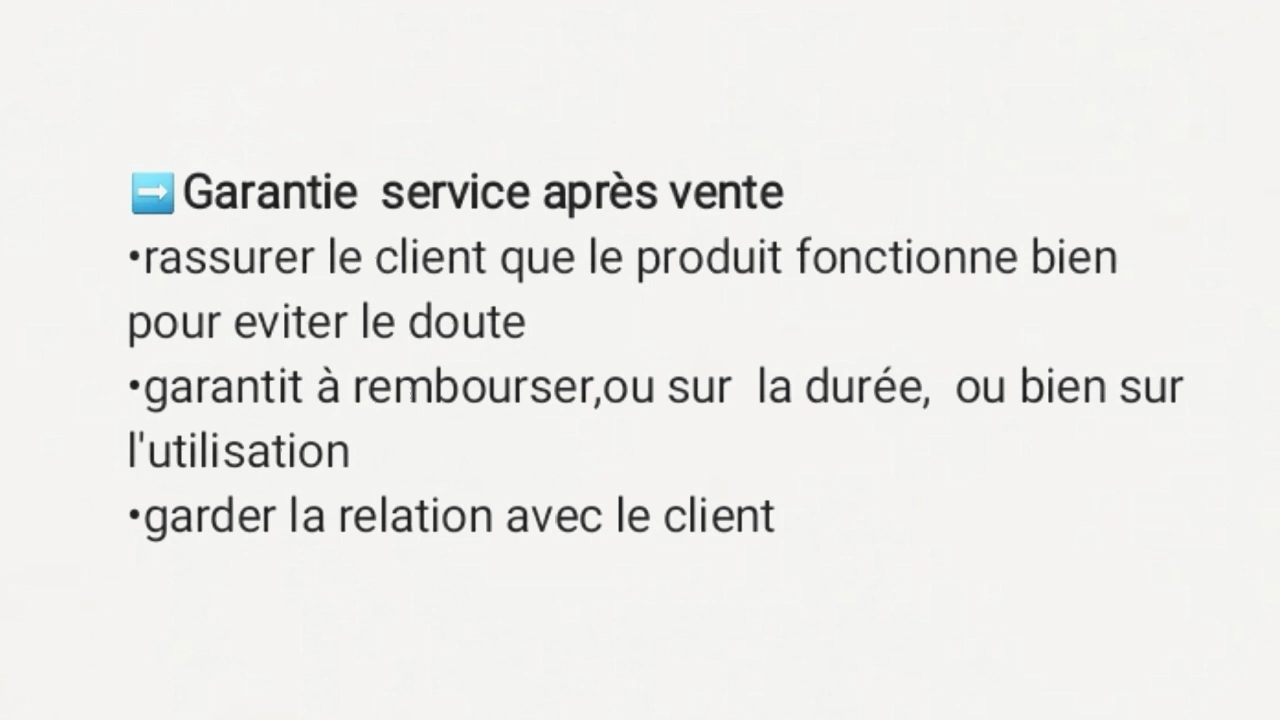 ➡️Garantie  service après vente
•rassurer le client que le produit fonctionne bien
pour eviter le doute
•garantit à rembourser,ou sur  la durée,  ou bien sur
l'utilisation
•garder la relation avec le client